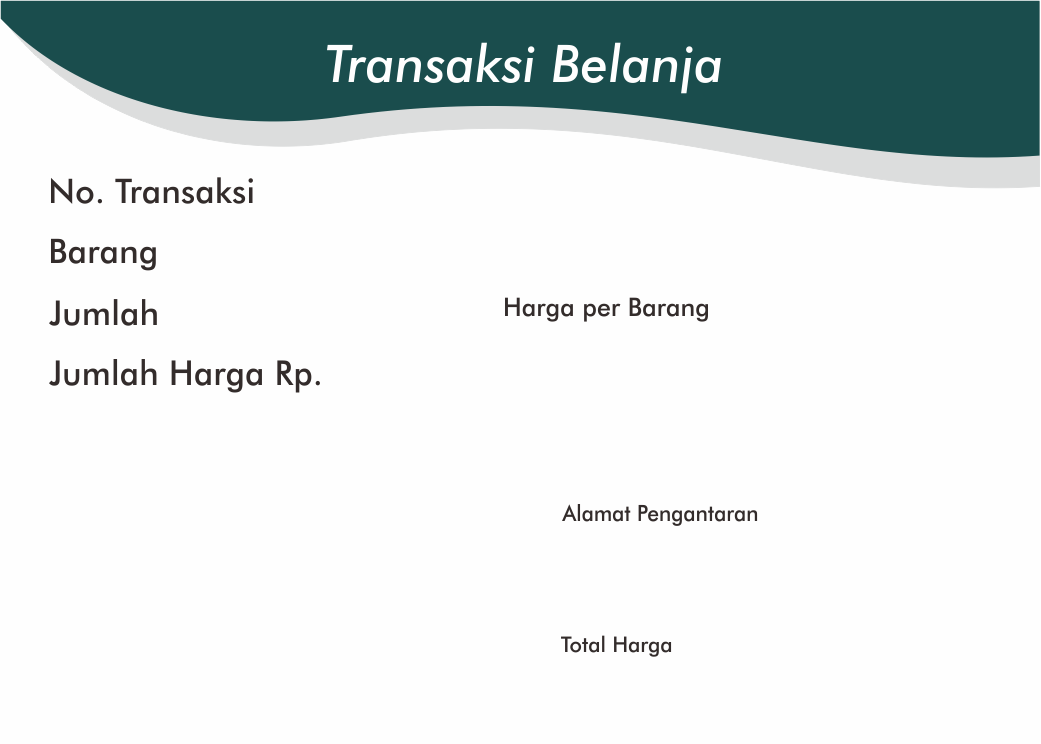 Transaksi Belanja
No. Transaksi
Barang
Jumlah
Harga per Barang
Jumlah Harga Rp.
Alamat Pengantaran
Total Harga